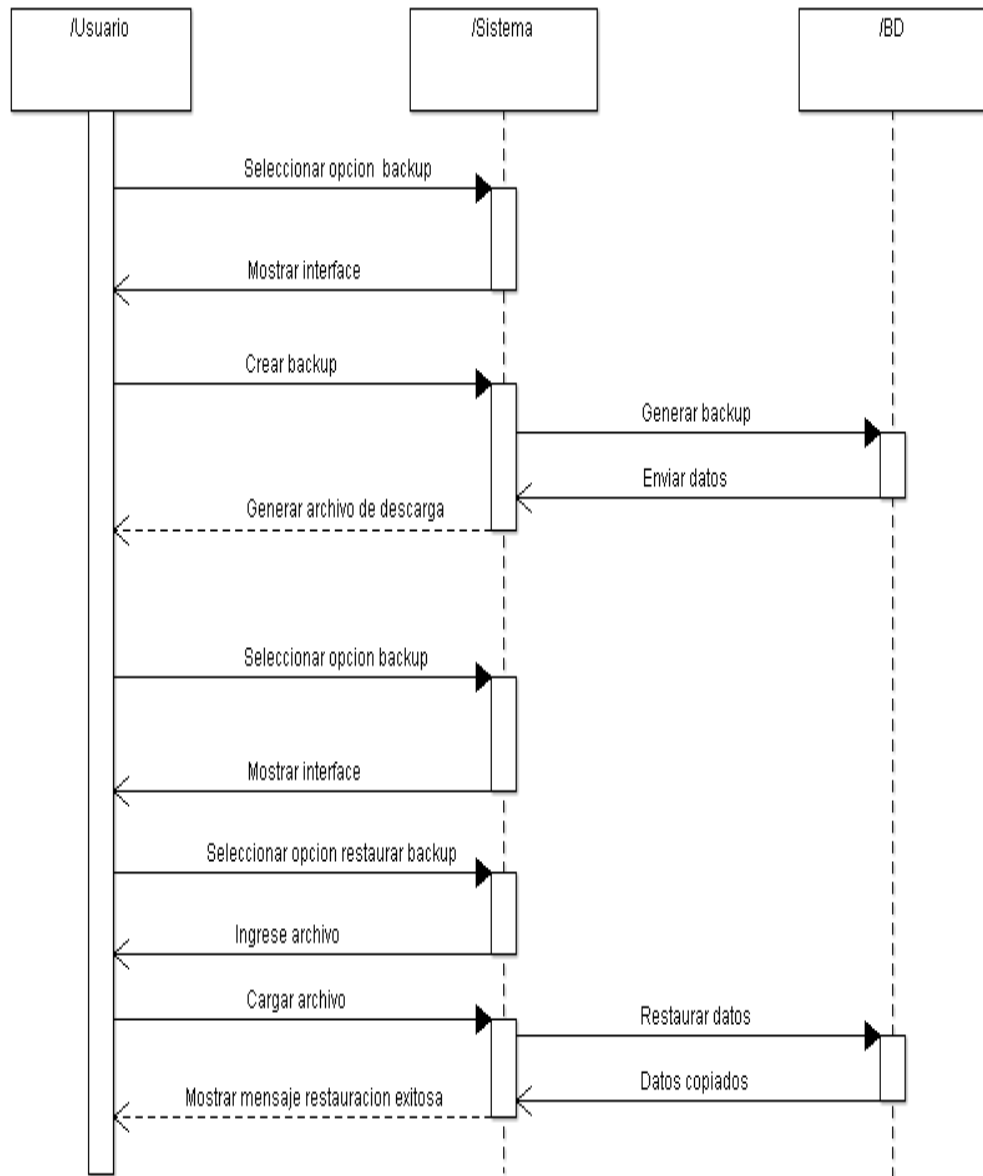 /Usuario
/Sistema
/BD
Seleccionar opcion backup
Mostrar interface
Crear backup
Generar backup
Enviar datos
Generar archivo de descarga
Seleccionar opcion backup
Mostrar interface
Seleccionar opcion restaurar backup
Ingrese archivo
Cargar archivo
Restaurar datos
Datos copiados
Mostrar mensaje restauracion exitosa